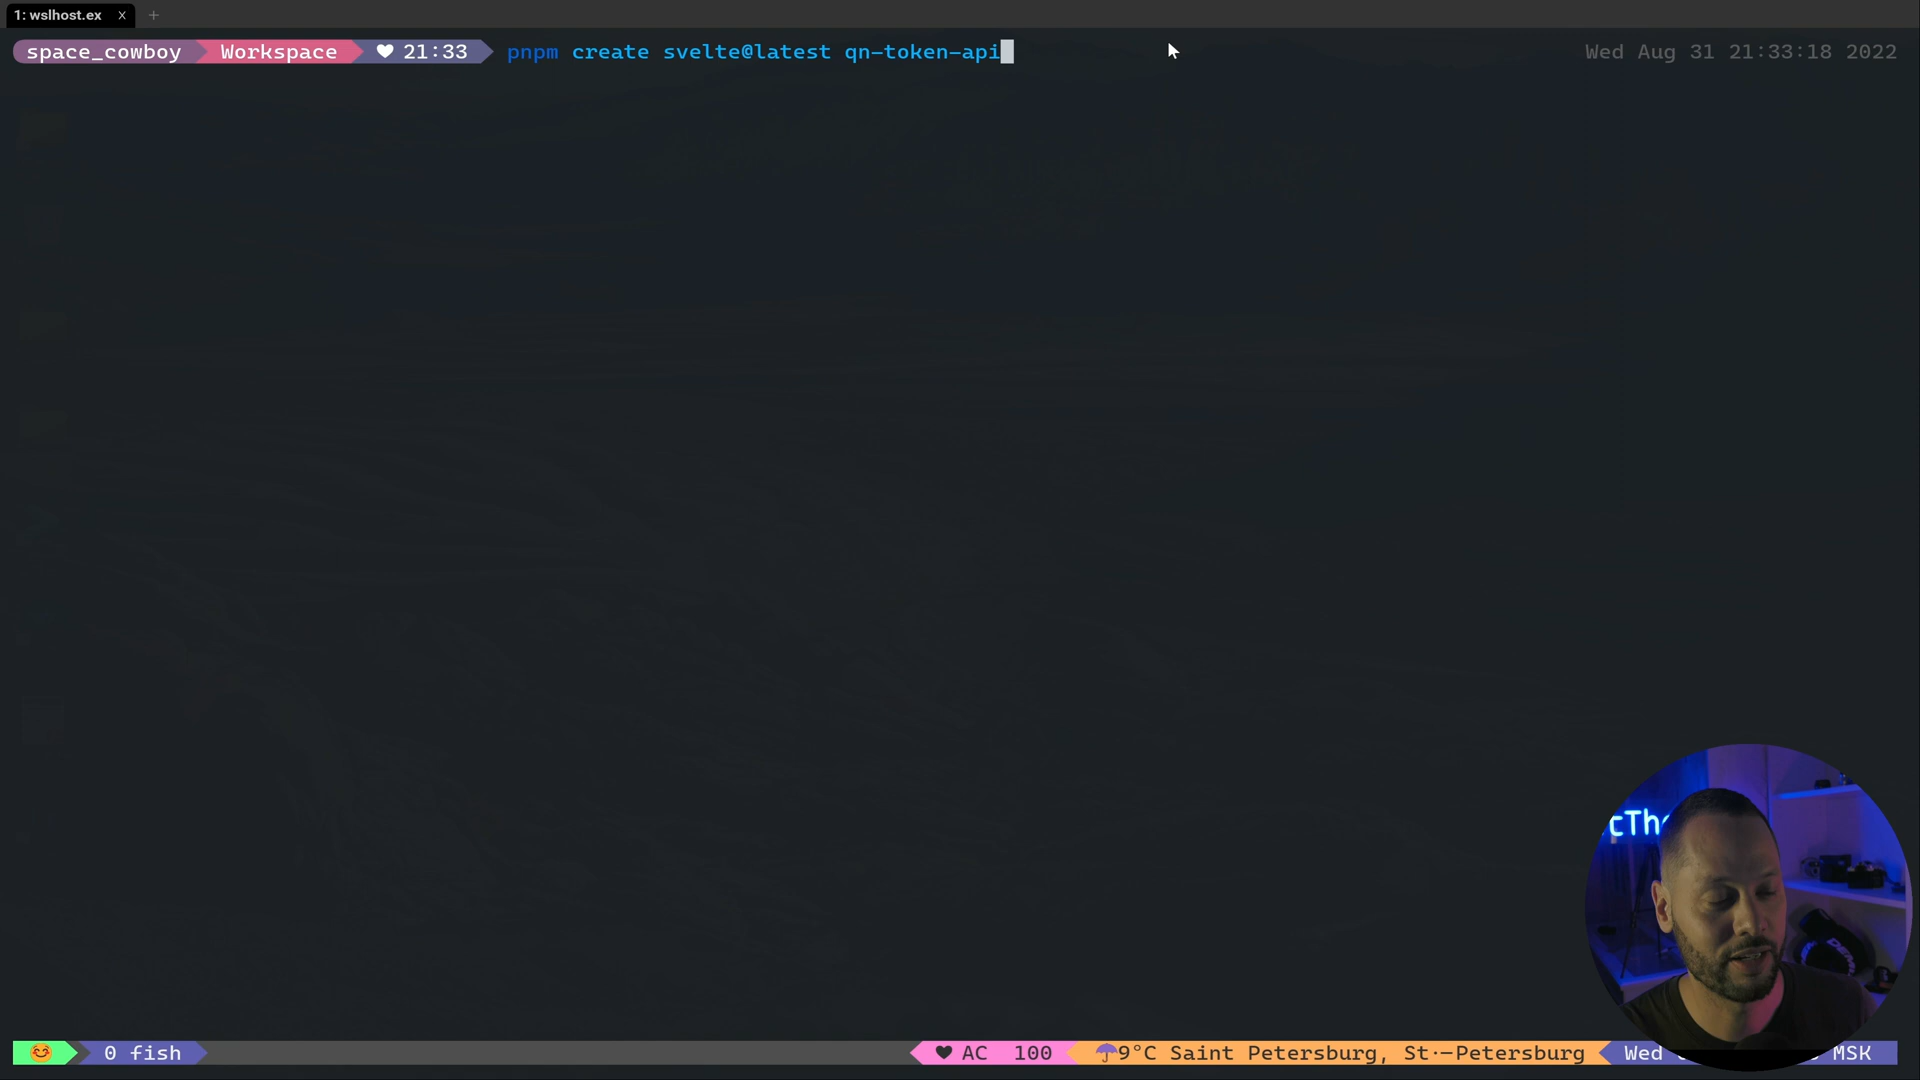 1: wslhost.ex x +
space_cowboy Workspace ♥ 21:33 pnpm create svelte@latest qn-token-api Wed Aug 31 21:33:18 2022
cTh
0 fish ♥ AC 100 ☂9°C Saint Petersburg, St.-Petersburg Wed MSK